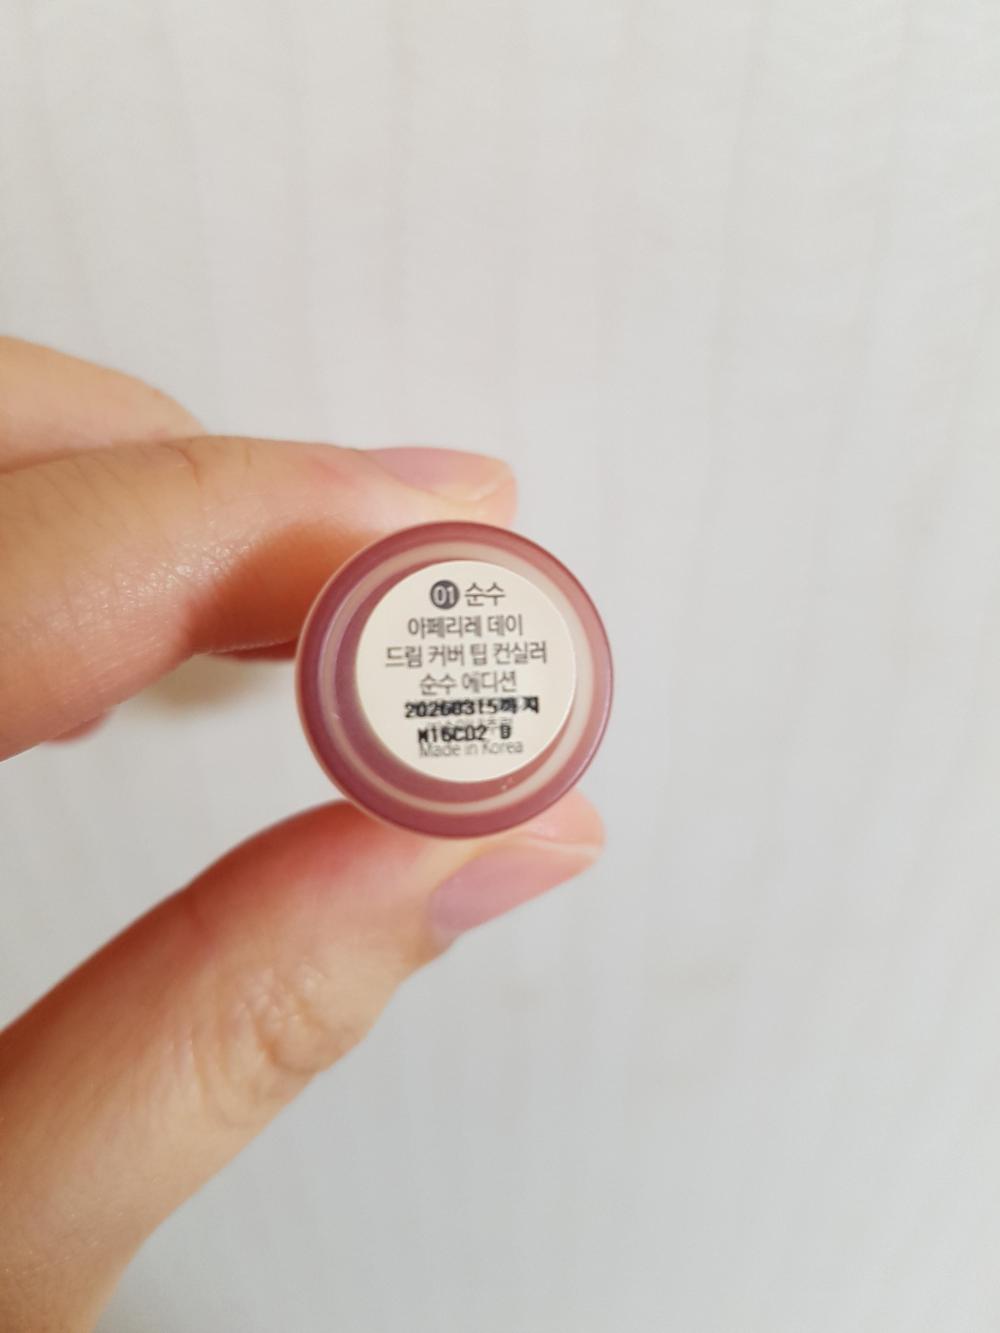 01 순수
아페리레 데이
드림 커버 팁 컨실러
순수 에디션
20260315까지
N16C02 D
Made in Korea